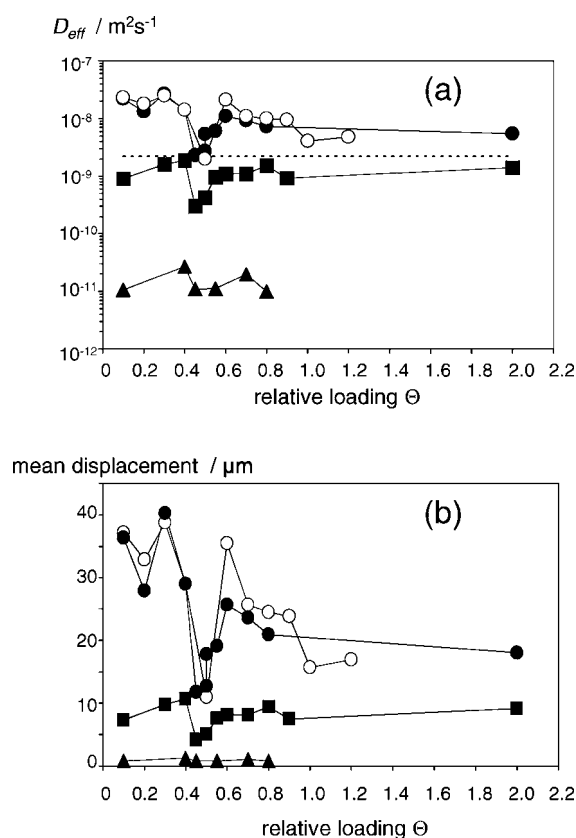 D_eff / m²s⁻¹
(a)
10⁻⁷
10⁻⁸
10⁻⁹
10⁻¹⁰
10⁻¹¹
10⁻¹²
0.2 0.4 0.6 0.8 1.0 1.2 1.4 1.6 1.8 2.0 2.2
relative loading Θ
mean displacement / µm
(b)
40
30
20
10
0
0.0 0.2 0.4 0.6 0.8 1.0 1.2 1.4 1.6 1.8 2.0 2.2
relative loading Θ